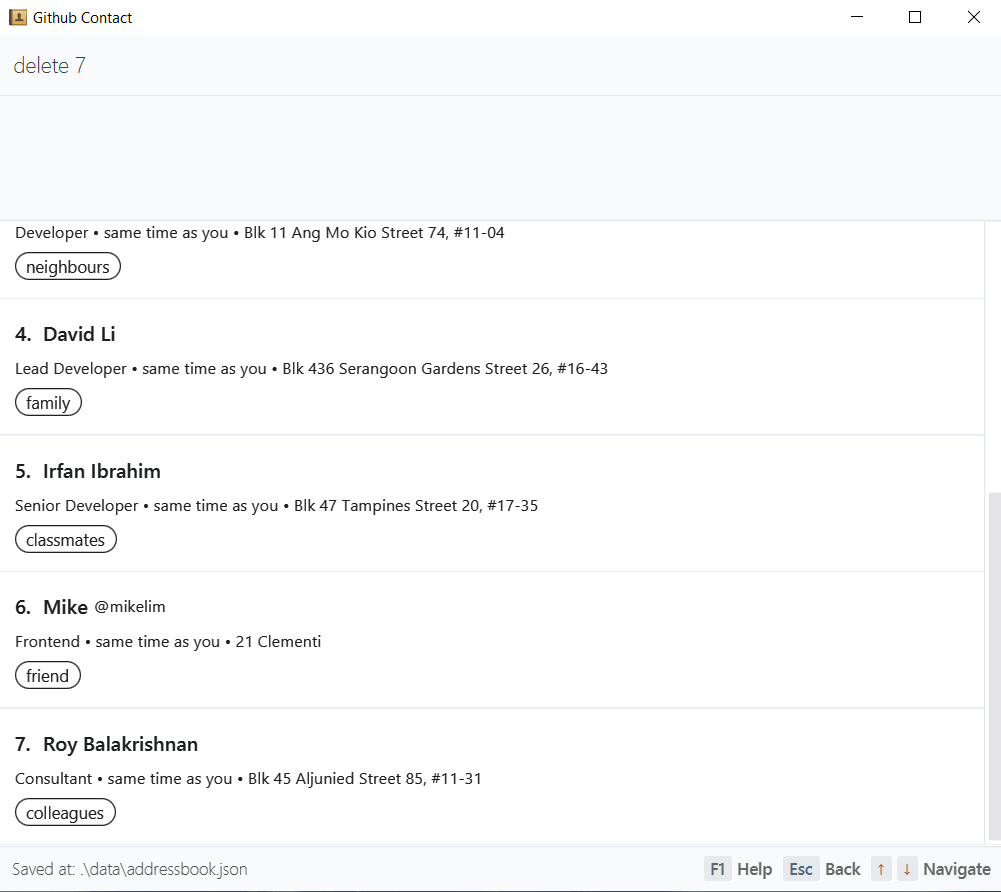 Github Contact
delete 7
Developer • same time as you • Blk 11 Ang Mo Kio Street 74, #11-04
neighbours
4. David Li
Lead Developer • same time as you • Blk 436 Serangoon Gardens Street 26, #16-43
family
5. Irfan Ibrahim
Senior Developer • same time as you • Blk 47 Tampines Street 20, #17-35
classmates
6. Mike @mikelim
Frontend • same time as you • 21 Clementi
friend
7. Roy Balakrishnan
Consultant • same time as you • Blk 45 Aljunied Street 85, #11-31
colleagues
Saved at: .\data\addressbook.json F1 Help Esc Back ↑ ↓ Navigate